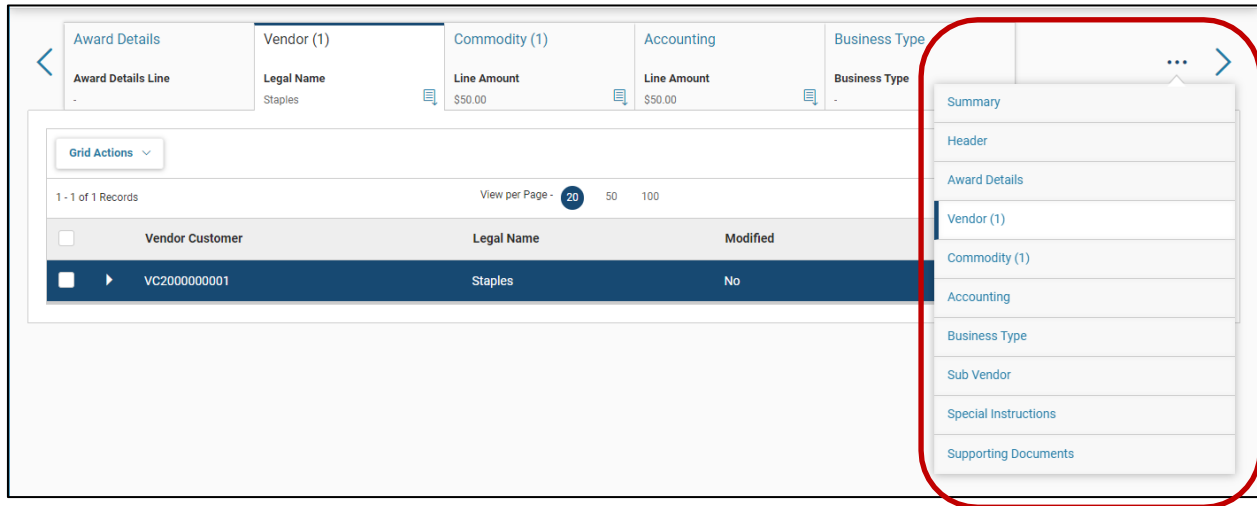 Award Details
Vendor (1)
Commodity (1)
Accounting
Business Type
Award Details Line
Legal Name
Line Amount
Line Amount
Business Type
-
Staples
$50.00
$50.00
-
Grid Actions
1 - 1 of 1 Records
View per Page - 20 50 100
Vendor Customer
Legal Name
Modified
VC2000000001
Staples
No
Summary
Header
Award Details
Vendor (1)
Commodity (1)
Accounting
Business Type
Sub Vendor
Special Instructions
Supporting Documents